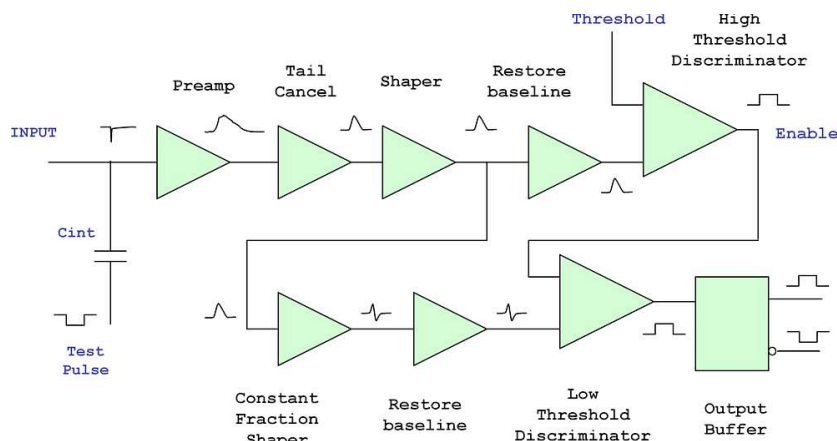 Threshold
High
Threshold
Discriminator
Preamp
Tail
Cancel
Shaper
Restore
baseline
INPUT
Enable
Cint
Test
Pulse
Constant
Fraction
Shaper
Restore
baseline
Low
Threshold
Discriminator
Output
Buffer